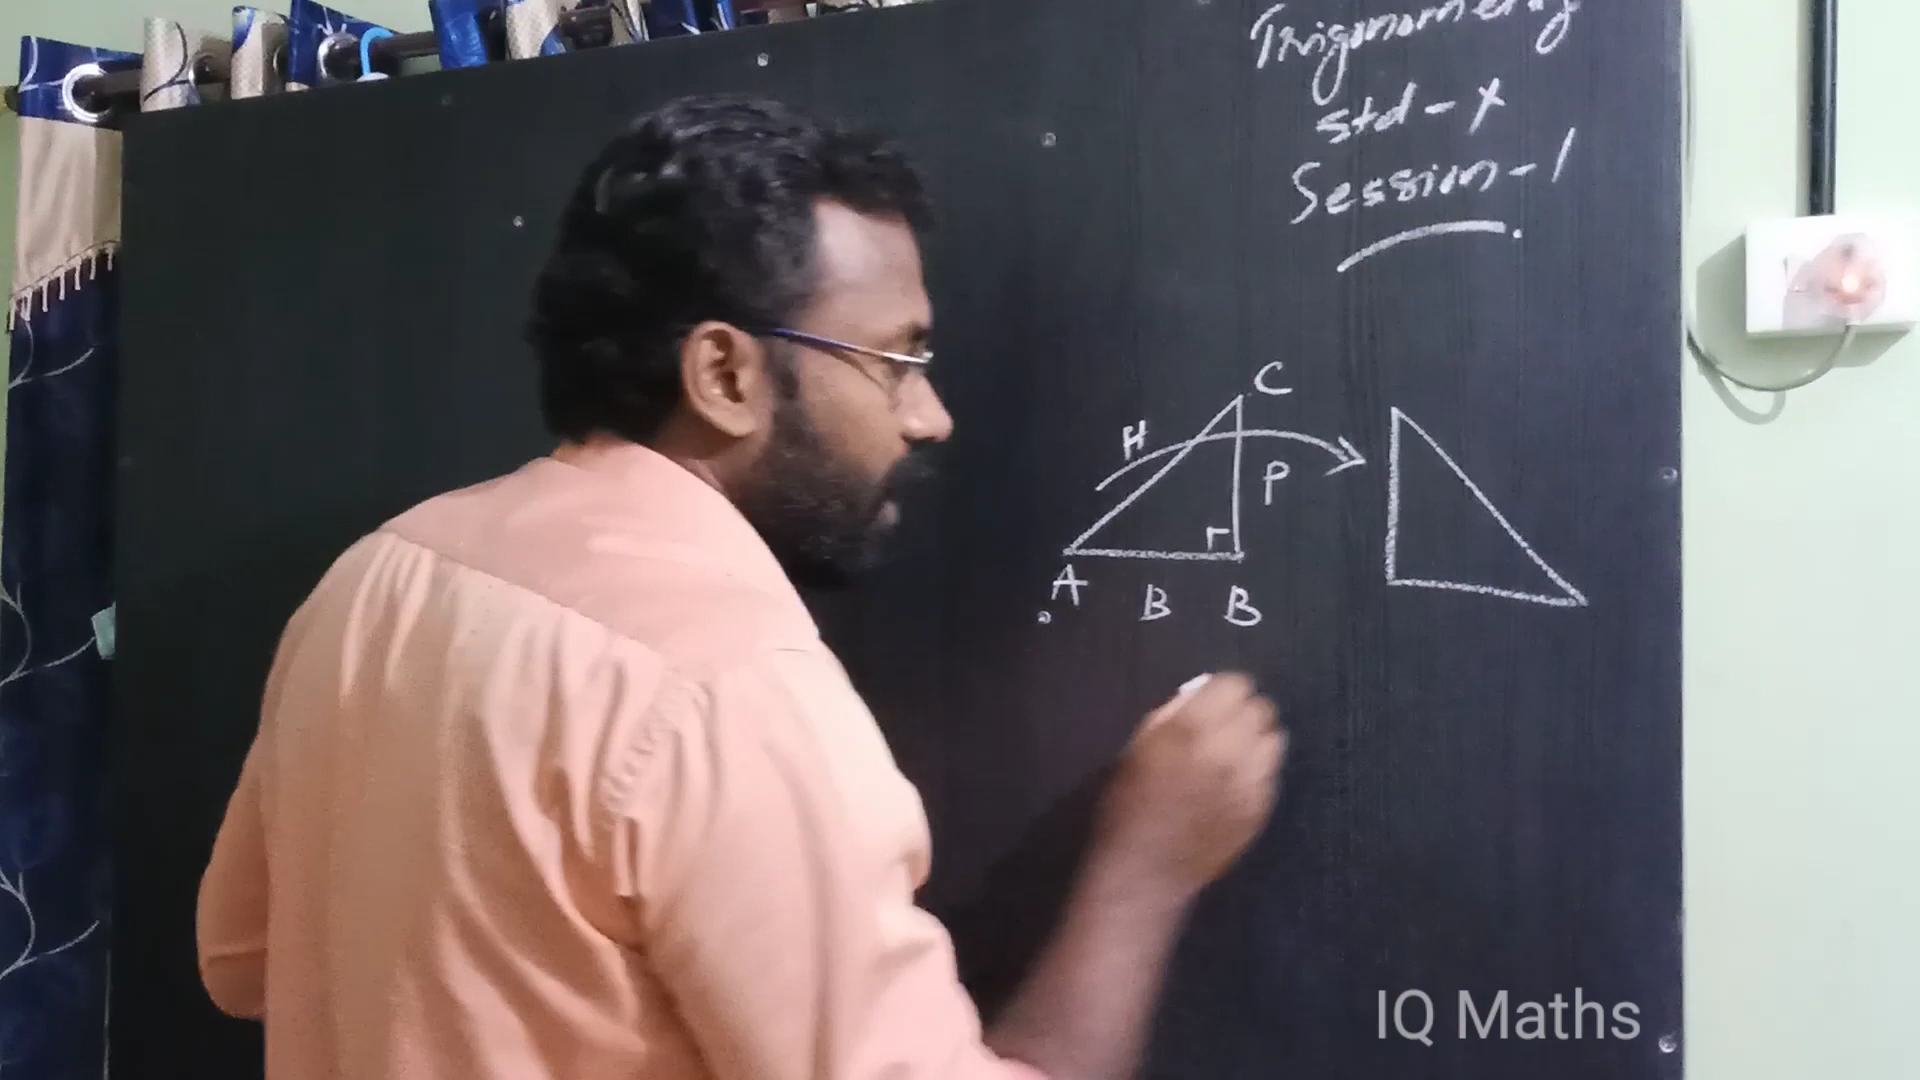 Trigonometry
Std - X
Session - 1
C
H
P
A
B
B
IQ Maths